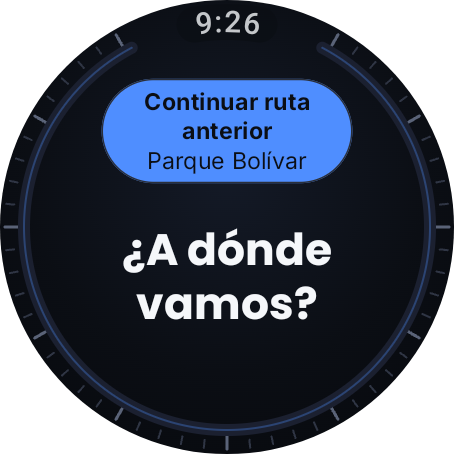 9:26
Continuar ruta
anterior
Parque Bolívar
¿A dónde
vamos?